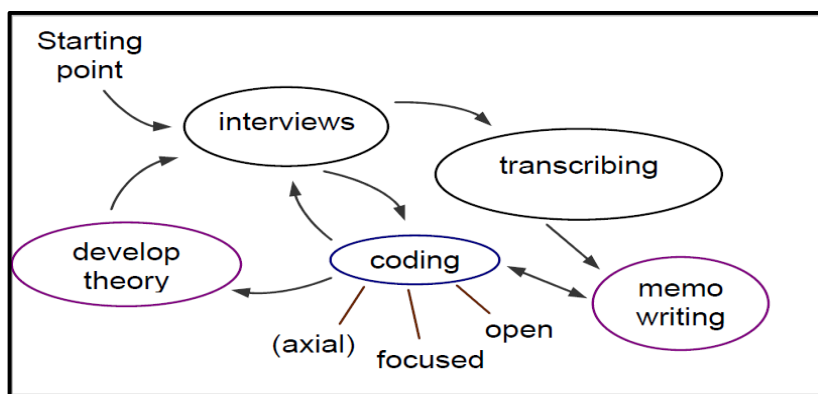 Starting
point
interviews
transcribing
develop
theory
coding
memo
writing
(axial)
focused
open